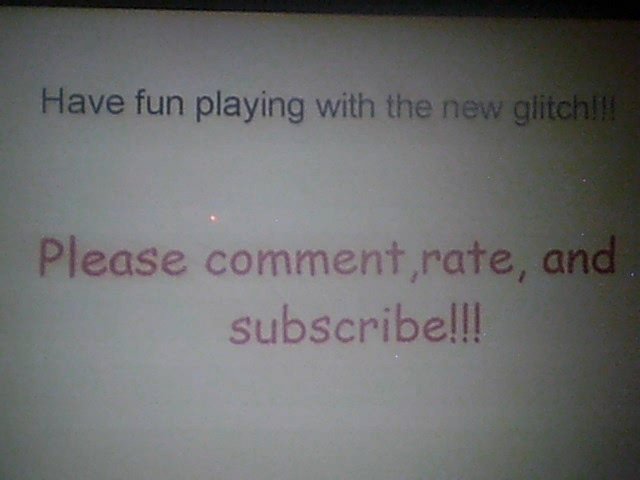 Have fun playing with the new glitch!!!
Please comment,rate, and
subscribe!!!